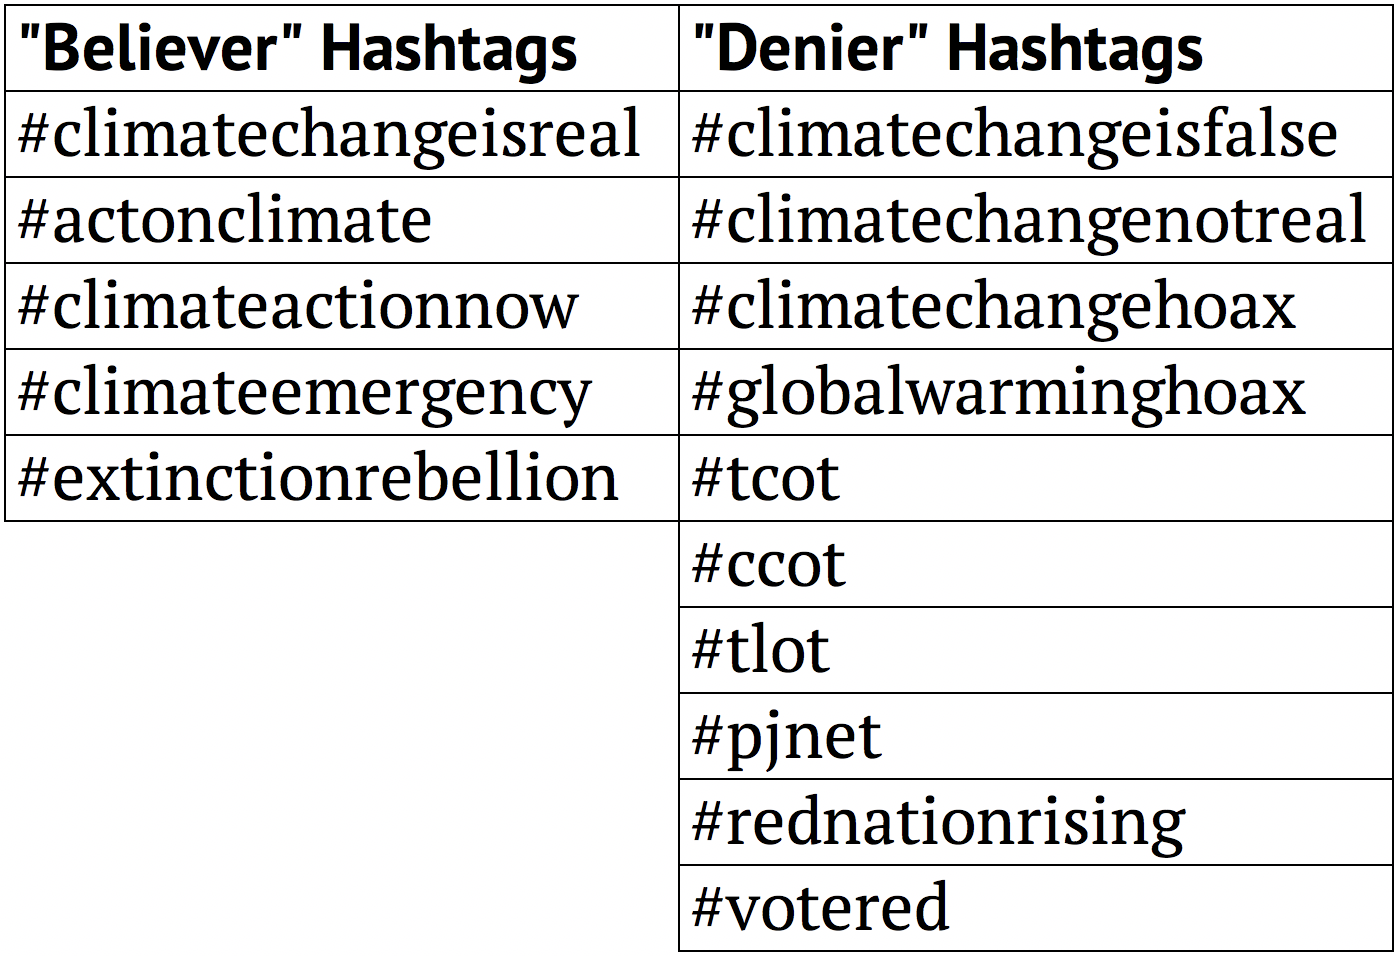 "Believer" Hashtags "Denier" Hashtags
#climatechangeisreal #climatechangeisfalse
#actonclimate #climatechangenotreal
#climateactionnow #climatechangehoax
#climateemergency #globalwarminghoax
#extinctionrebellion #tcot
#ccot
#tlot
#pjnet
#rednationrising
#votered